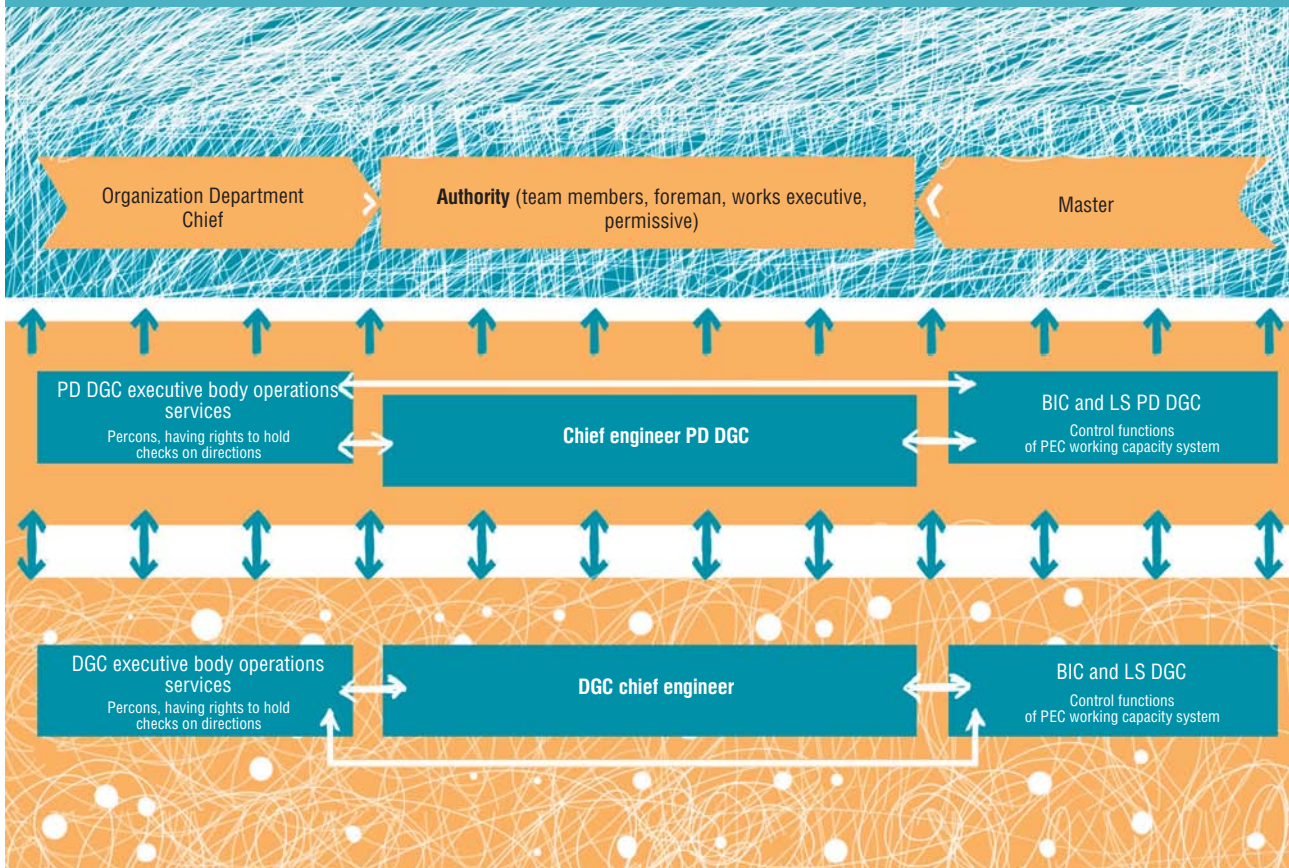 Organization Department
Chief
Authority (team members, foreman, works executive,
permissive)
Master
PD DGC executive body operations
services
Percons, having rights to hold
checks on directions
Chief engineer PD DGC
BIC and LS PD DGC
Control functions
of PEC working capacity system
DGC executive body operations
services
Percons, having rights to hold
checks on directions
DGC chief engineer
BIC and LS DGC
Control functions
of PEC working capacity system